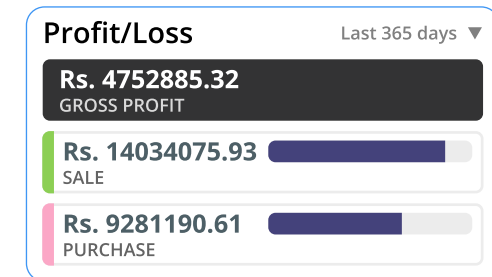 Profit/Loss
Last 365 days ▼
Rs. 4752885.32
GROSS PROFIT
Rs. 14034075.93
SALE
Rs. 9281190.61
PURCHASE